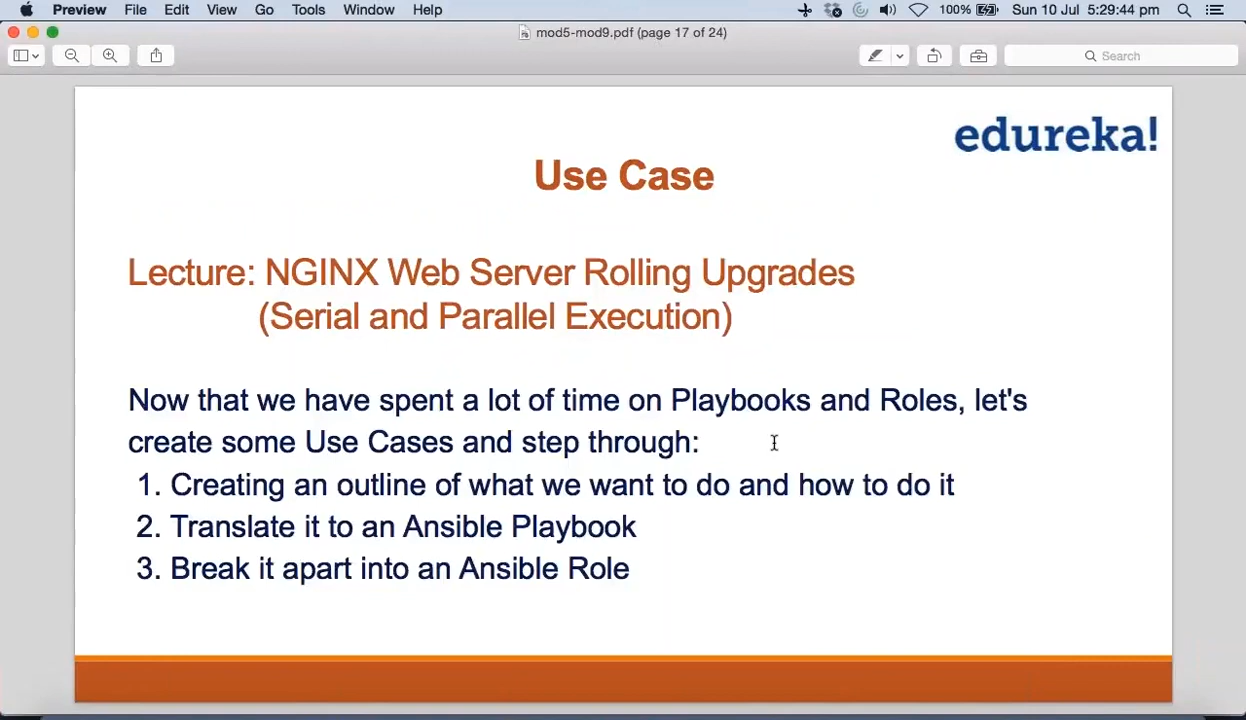 Preview File Edit View Go Tools Window Help 100% Sun 10 Jul 5:29:44 pm
mod5-mod9.pdf (page 17 of 24)
Search
edureka!
Use Case
Lecture: NGINX Web Server Rolling Upgrades
(Serial and Parallel Execution)
Now that we have spent a lot of time on Playbooks and Roles, let's
create some Use Cases and step through:
1. Creating an outline of what we want to do and how to do it
2. Translate it to an Ansible Playbook
3. Break it apart into an Ansible Role